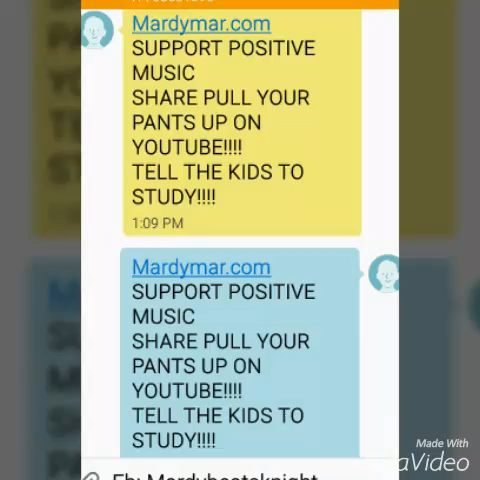 Mardymar.com
SUPPORT POSITIVE
MUSIC
SHARE PULL YOUR
PANTS UP ON
YOUTUBE!!!!
TELL THE KIDS TO
STUDY!!!!
1:09 PM
Mardymar.com
SUPPORT POSITIVE
MUSIC
SHARE PULL YOUR
PANTS UP ON
YOUTUBE!!!!
TELL THE KIDS TO
STUDY!!!!
Made With
aVideo